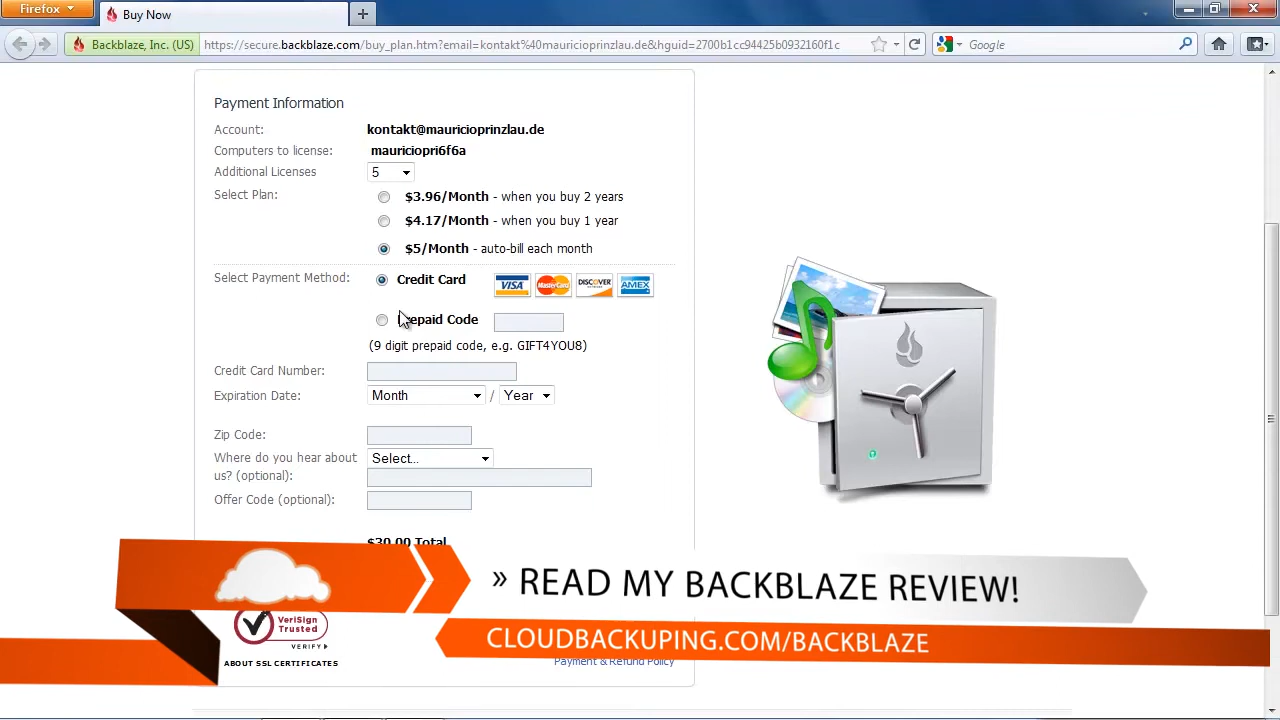 Firefox
Buy Now
Backblaze, Inc. (US)
https://secure.backblaze.com/buy_plan.htm?email=kontakt%40mauricioprinzlau.de&hguid=2700b1cc94425b0932160f1c
Google
Payment Information
Account: kontakt@mauricioprinzlau.de
Computers to license: mauriciopri6f6a
Additional Licenses 5
Select Plan: $3.96/Month - when you buy 2 years
$4.17/Month - when you buy 1 year
$5/Month - auto-bill each month
Select Payment Method: Credit Card VISA MasterCard DISCOVER AMEX
Prepaid Code
(9 digit prepaid code, e.g. GIFT4YOU8)
Credit Card Number:
Expiration Date: Month / Year
Zip Code:
Where do you hear about us? (optional): Select...
Offer Code (optional):
$30.00 Total
» READ MY BACKBLAZE REVIEW!
CLOUDBACKUPING.COM/BACKBLAZE
VeriSign
Trusted
VERIFY
ABOUT SSL CERTIFICATES
Payment & Refund Policy